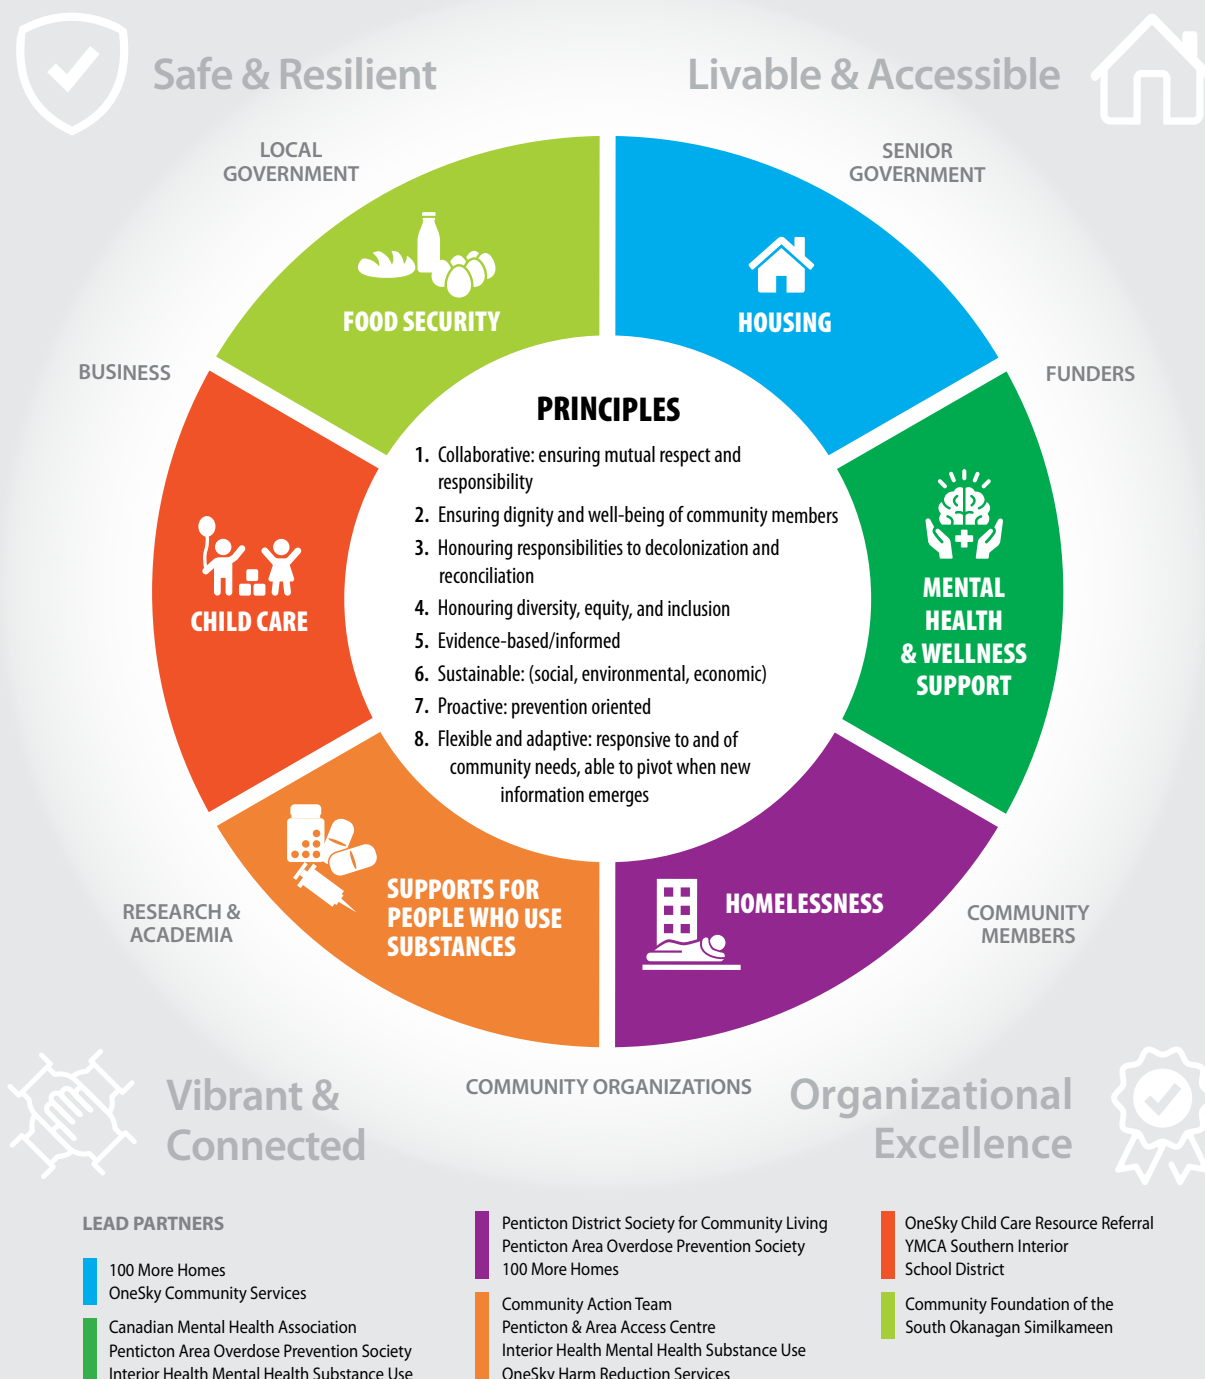 Safe & Resilient
Livable & Accessible
LOCAL
GOVERNMENT
SENIOR
GOVERNMENT
FOOD SECURITY
HOUSING
BUSINESS
FUNDERS
PRINCIPLES
1. Collaborative: ensuring mutual respect and
responsibility
2. Ensuring dignity and well-being of community members
3. Honouring responsibilities to decolonization and
reconciliation
4. Honouring diversity, equity, and inclusion
5. Evidence-based/informed
6. Sustainable: (social, environmental, economic)
7. Proactive: prevention oriented
8. Flexible and adaptive: responsive to and of
community needs, able to pivot when new
information emerges
CHILD CARE
MENTAL
HEALTH
& WELLNESS
SUPPORT
SUPPORTS FOR
PEOPLE WHO USE
SUBSTANCES
HOMELESSNESS
RESEARCH &
ACADEMIA
COMMUNITY
MEMBERS
COMMUNITY ORGANIZATIONS
Vibrant &
Connected
Organizational
Excellence
LEAD PARTNERS
100 More Homes
OneSky Community Services
Canadian Mental Health Association
Penticton Area Overdose Prevention Society
Interior Health Mental Health Substance Use
Penticton District Society for Community Living
Penticton Area Overdose Prevention Society
100 More Homes
Community Action Team
Penticton & Area Access Centre
Interior Health Mental Health Substance Use
OneSky Harm Reduction Services
OneSky Child Care Resource Referral
YMCA Southern Interior
School District
Community Foundation of the
South Okanagan Similkameen